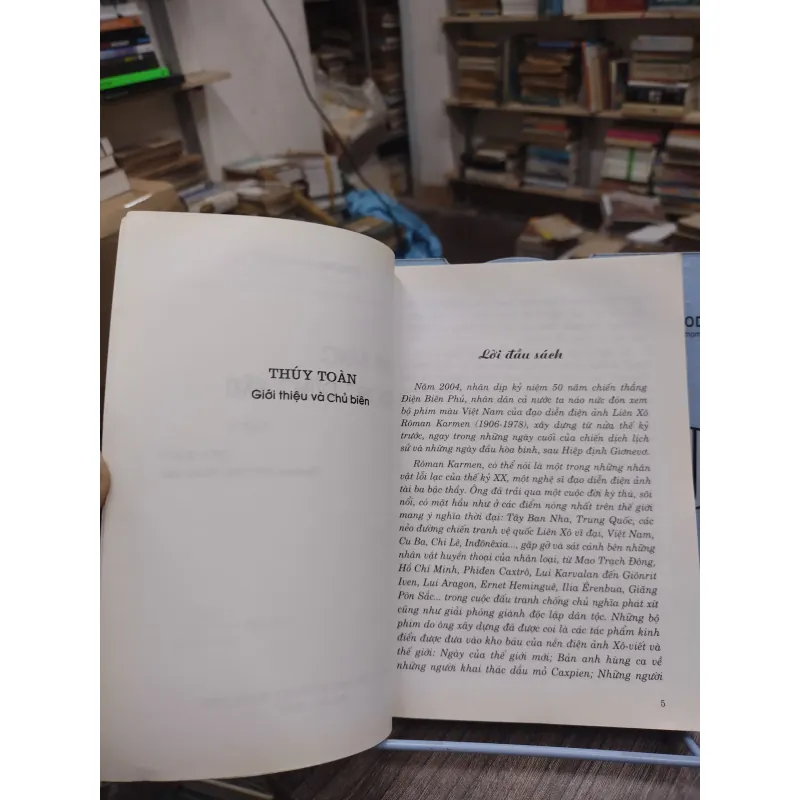 THÚY TOÀN
Giới thiệu và Chủ biên
Lời đầu sách
Năm 2004, nhân dịp kỷ niệm 50 năm chiến thắng
Điện Biên Phủ, nhân dân cả nước ta náo nức đón xem
bộ phim màu Việt Nam của đạo diễn điện ảnh Liên Xô
Rôman Karmen (1906-1978), xây dựng từ nửa thế kỷ
trước, ngay trong những ngày cuối của chiến dịch lịch
sử và những ngày đầu hòa bình, sau Hiệp định Giơnevơ.
Rôman Karmen, có thể nói là một trong những nhân
vật lỗi lạc của thế kỷ XX, một nghệ sĩ đạo diễn điện ảnh
tài ba bậc thầy. Ông đã trải qua một cuộc đời kỳ thú, sôi
nổi, có mặt hầu như ở các điểm nóng nhất trên thế giới
mang ý nghĩa thời đại: Tây Ban Nha, Trung Quốc, các
nẻo đường chiến tranh vệ quốc Liên Xô vĩ đại, Việt Nam,
Cu Ba, Chi Lê, Inđônêxia..., gặp gỡ và sát cánh bên những
nhân vật huyền thoại của nhân loại, từ Mao Trạch Đông,
Hồ Chí Minh, Phiđen Caxtrô, Lui Karvalan đến Giônrit
Iven, Lui Aragon, Ernet Heminguê, Ilia Êrenbua, Giăng
Pôn Sắc... trong cuộc đấu tranh chống chủ nghĩa phát xít
cũng như giải phóng giành độc lập dân tộc. Những bộ
phim do ông xây dựng đã được coi là các tác phẩm kinh
điển được đưa vào kho báu của nền điện ảnh Xô-viết và
thế giới: Ngày của thế giới mới; Bản anh hùng ca về
những người khai thác dầu mỏ Caxpien; Những người
5